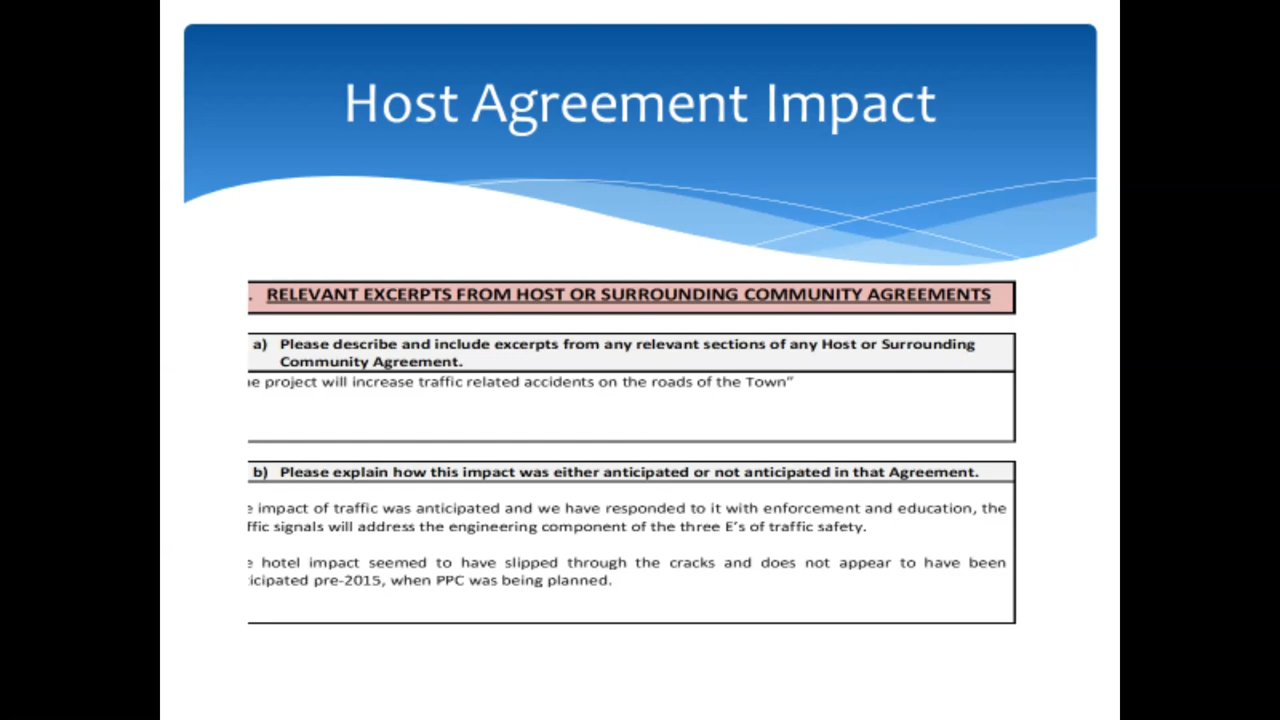 Host Agreement Impact
. RELEVANT EXCERPTS FROM HOST OR SURROUNDING COMMUNITY AGREEMENTS
a) Please describe and include excerpts from any relevant sections of any Host or Surrounding
Community Agreement.
e project will increase traffic related accidents on the roads of the Town”
b) Please explain how this impact was either anticipated or not anticipated in that Agreement.
e impact of traffic was anticipated and we have responded to it with enforcement and education, the
ffic signals will address the engineering component of the three E’s of traffic safety.
e hotel impact seemed to have slipped through the cracks and does not appear to have been
icipated pre-2015, when PPC was being planned.